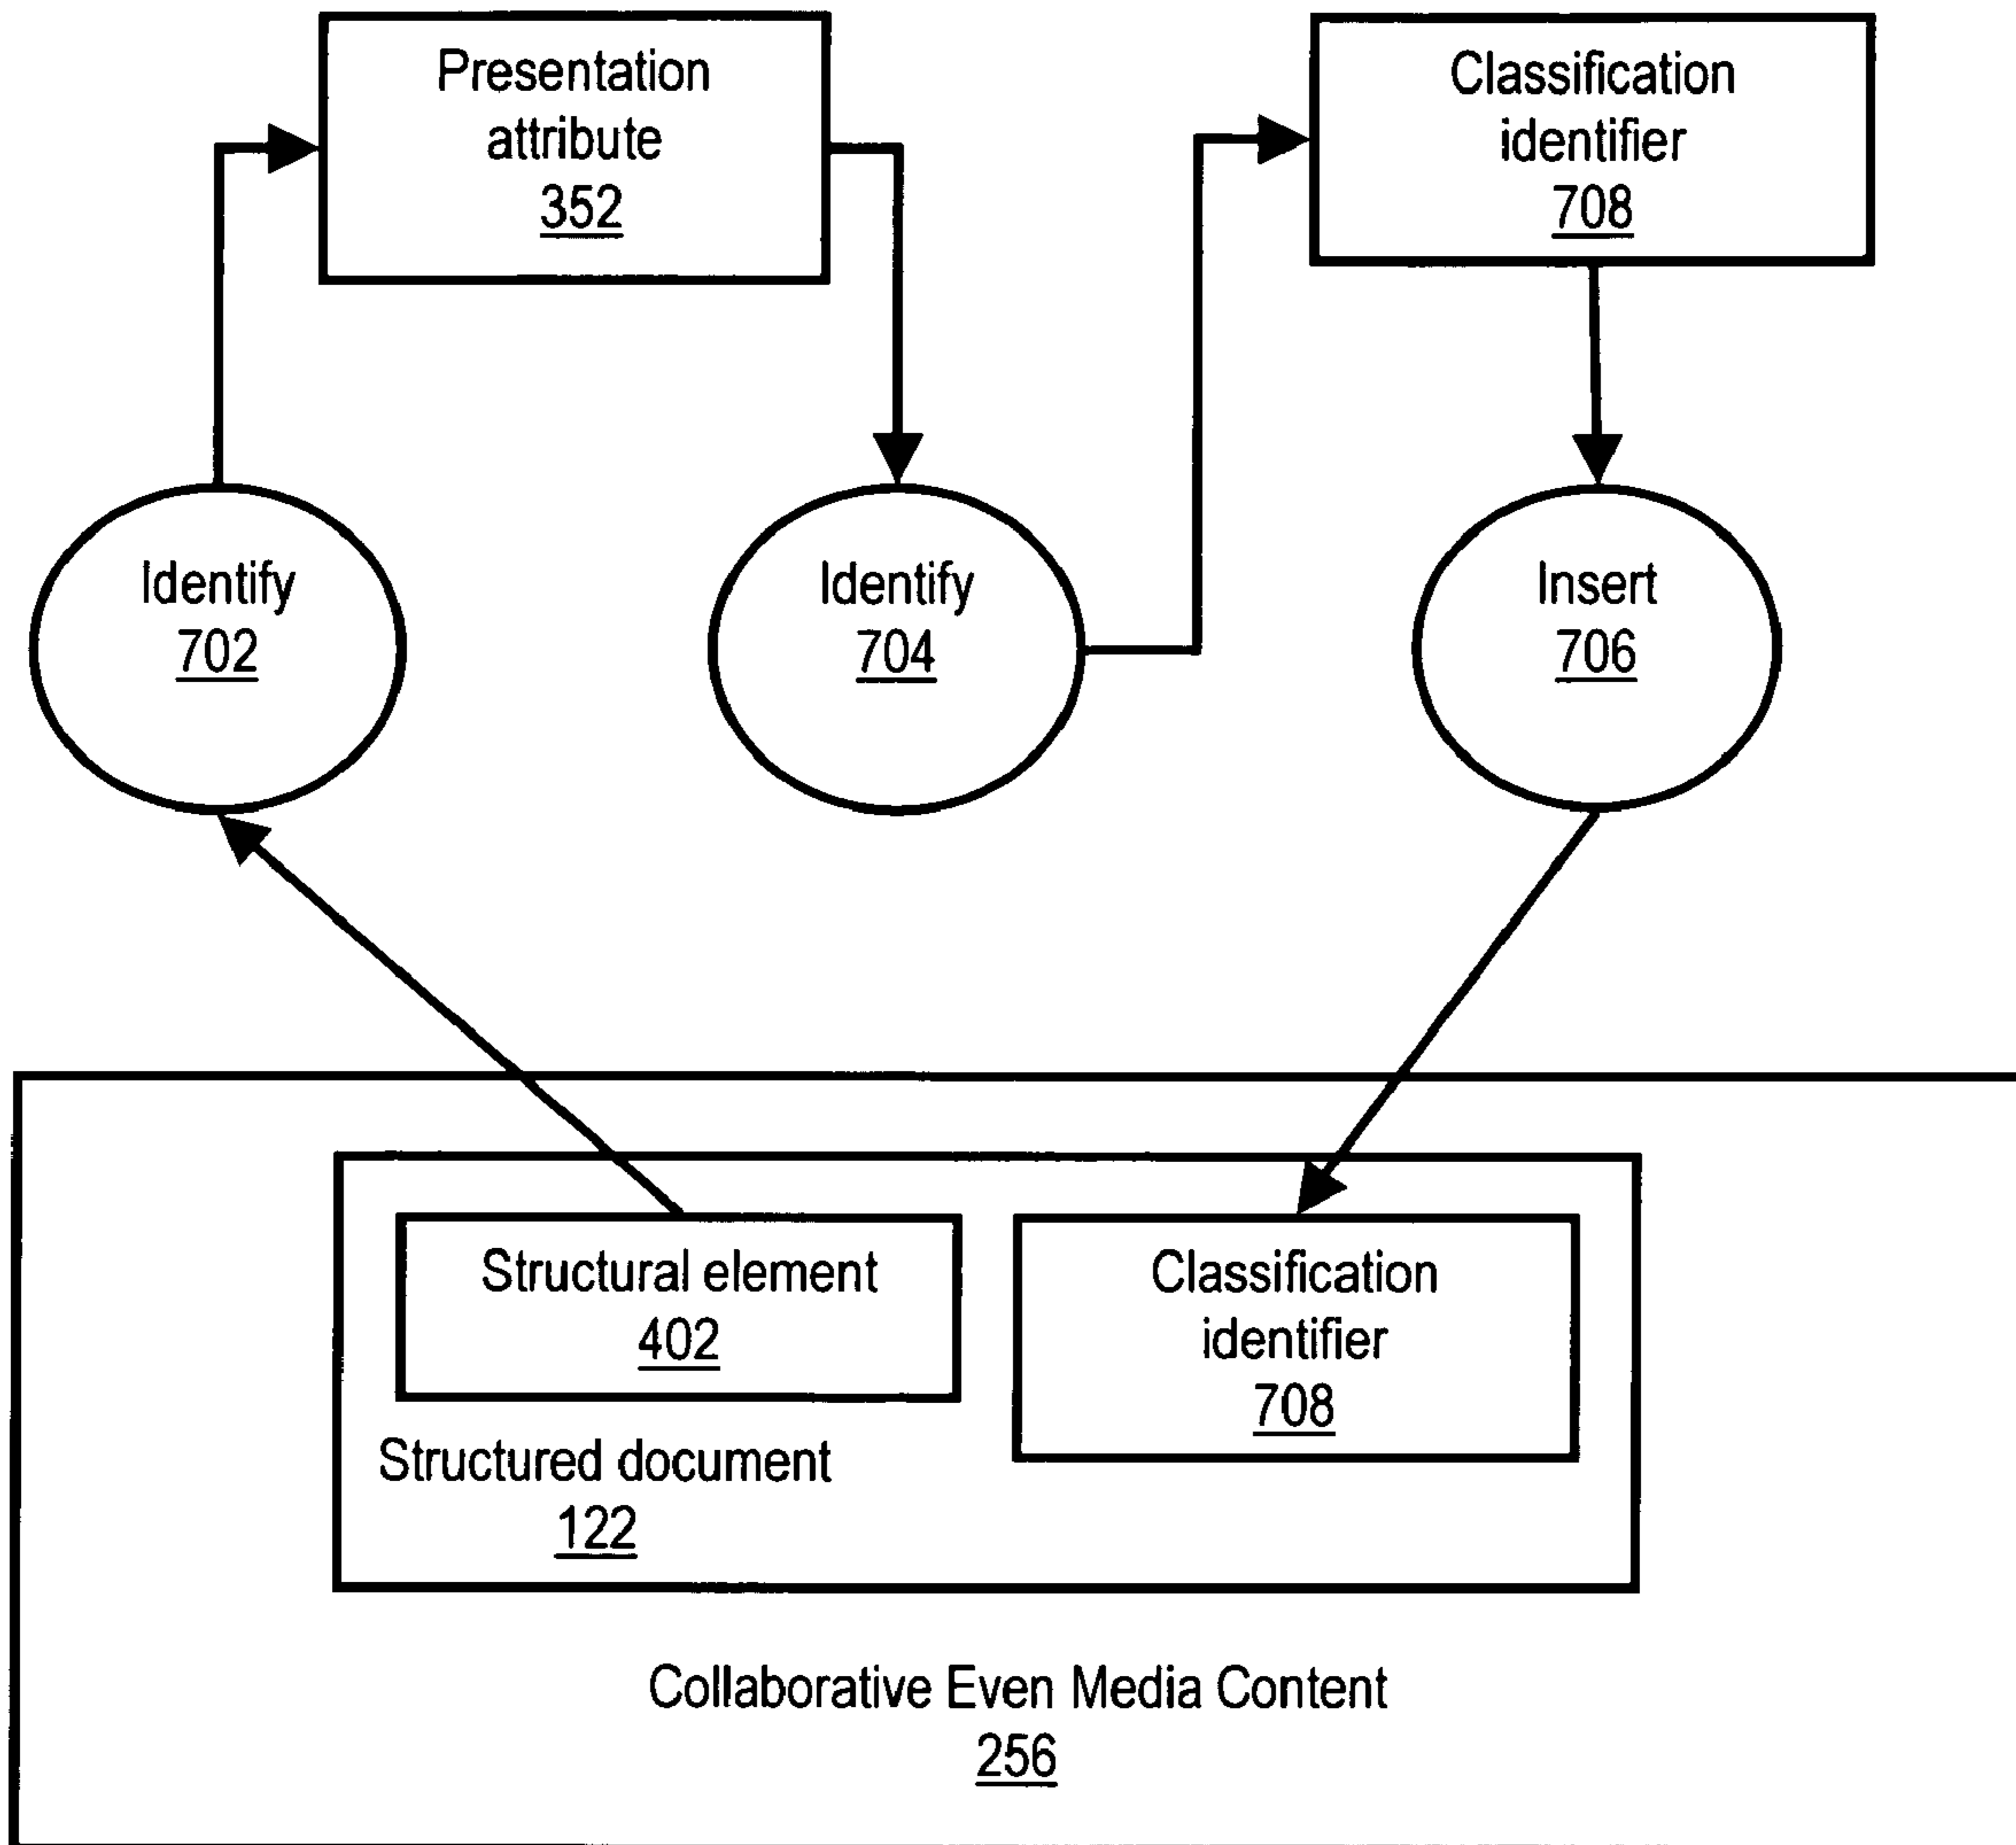 Presentation
attribute
352
Classification
identifier
708
Identify
702
Identify
704
Insert
706
Structural element
402
Classification
identifier
708
Structured document
122
Collaborative Even Media Content
256